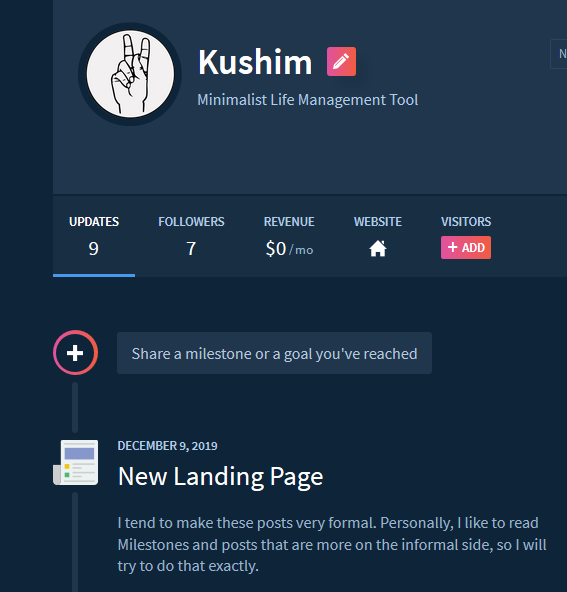 Kushim
Minimalist Life Management Tool
UPDATES FOLLOWERS REVENUE WEBSITE VISITORS
9 7 $0 / mo + ADD
Share a milestone or a goal you've reached
DECEMBER 9, 2019
New Landing Page
I tend to make these posts very formal. Personally, I like to read
Milestones and posts that are more on the informal side, so I will
try to do that exactly.